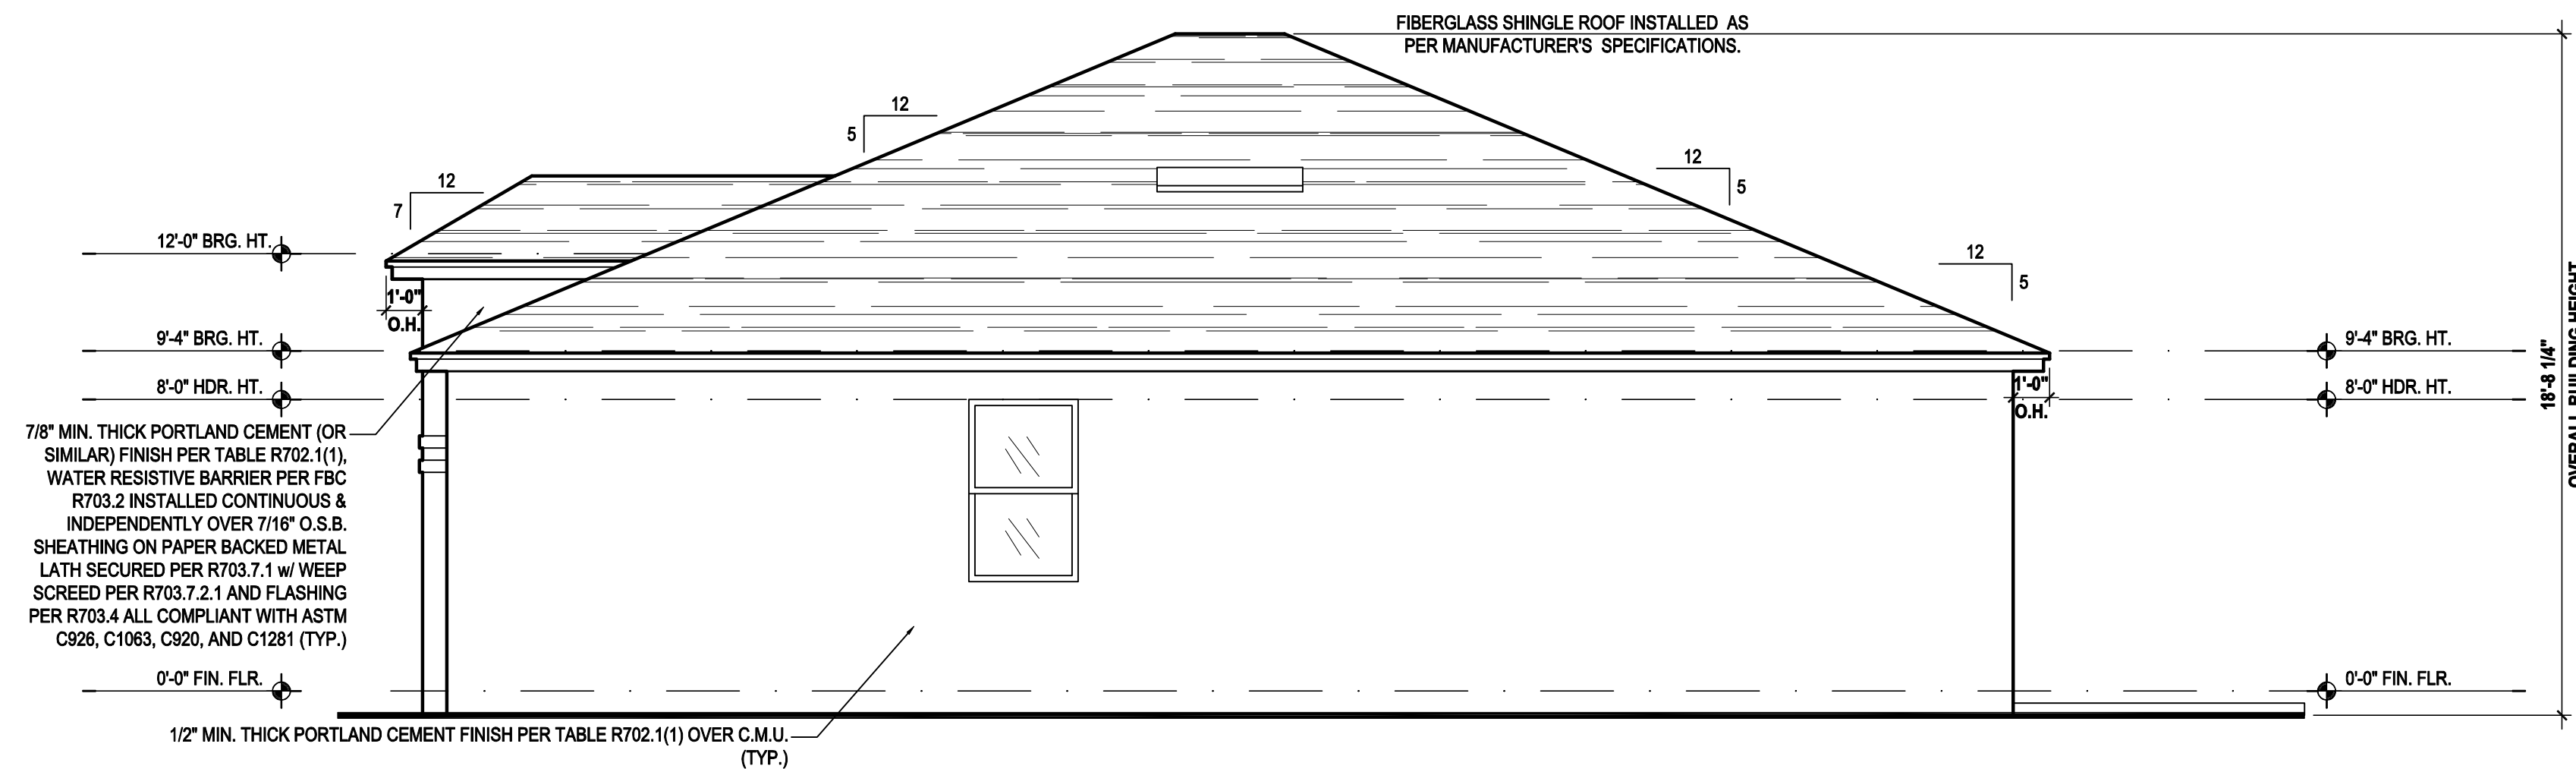 FIBERGLASS SHINGLE ROOF INSTALLED AS
PER MANUFACTURER'S SPECIFICATIONS.
12
5
12
5
12
7
12
5
12'-0" BRG. HT.
1'-0"
O.H.
9'-4" BRG. HT.
8'-0" HDR. HT.
7/8" MIN. THICK PORTLAND CEMENT (OR
SIMILAR) FINISH PER TABLE R702.1(1),
WATER RESISTIVE BARRIER PER FBC
R703.2 INSTALLED CONTINUOUS &
INDEPENDENTLY OVER 7/16" O.S.B.
SHEATHING ON PAPER BACKED METAL
LATH SECURED PER R703.7.1 w/ WEEP
SCREED PER R703.7.2.1 AND FLASHING
PER R703.4 ALL COMPLIANT WITH ASTM
C926, C1063, C920, AND C1281 (TYP.)
0'-0" FIN. FLR.
1/2" MIN. THICK PORTLAND CEMENT FINISH PER TABLE R702.1(1) OVER C.M.U.
(TYP.)
9'-4" BRG. HT.
1'-0"
O.H.
8'-0" HDR. HT.
0'-0" FIN. FLR.
18'-8 1/4"
OVERALL BUILDING HEIGHT